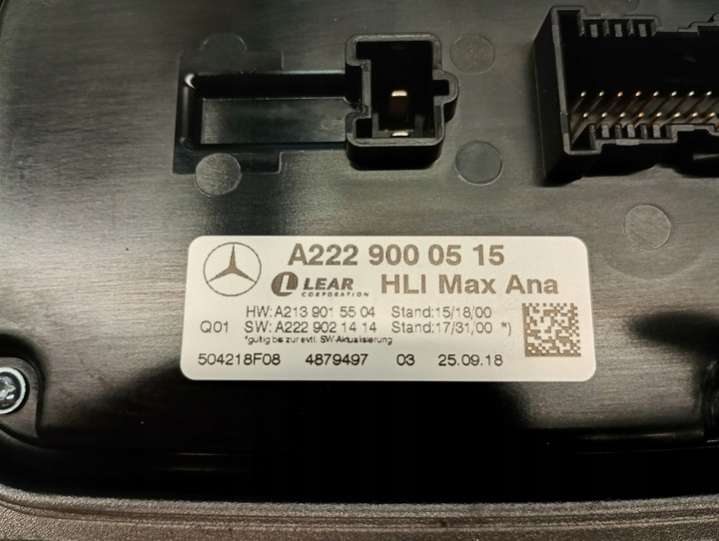 A222 900 05 15
LEAR CORPORATION HLI Max Ana
HW:A213 901 55 04 Stand:15/18/00
Q01 SW:A222 902 14 14 Stand:17/31/00 *)
*gültig bis zur evtl. SW-Aktualisierung
504218F08 4879497 03 25.09.18